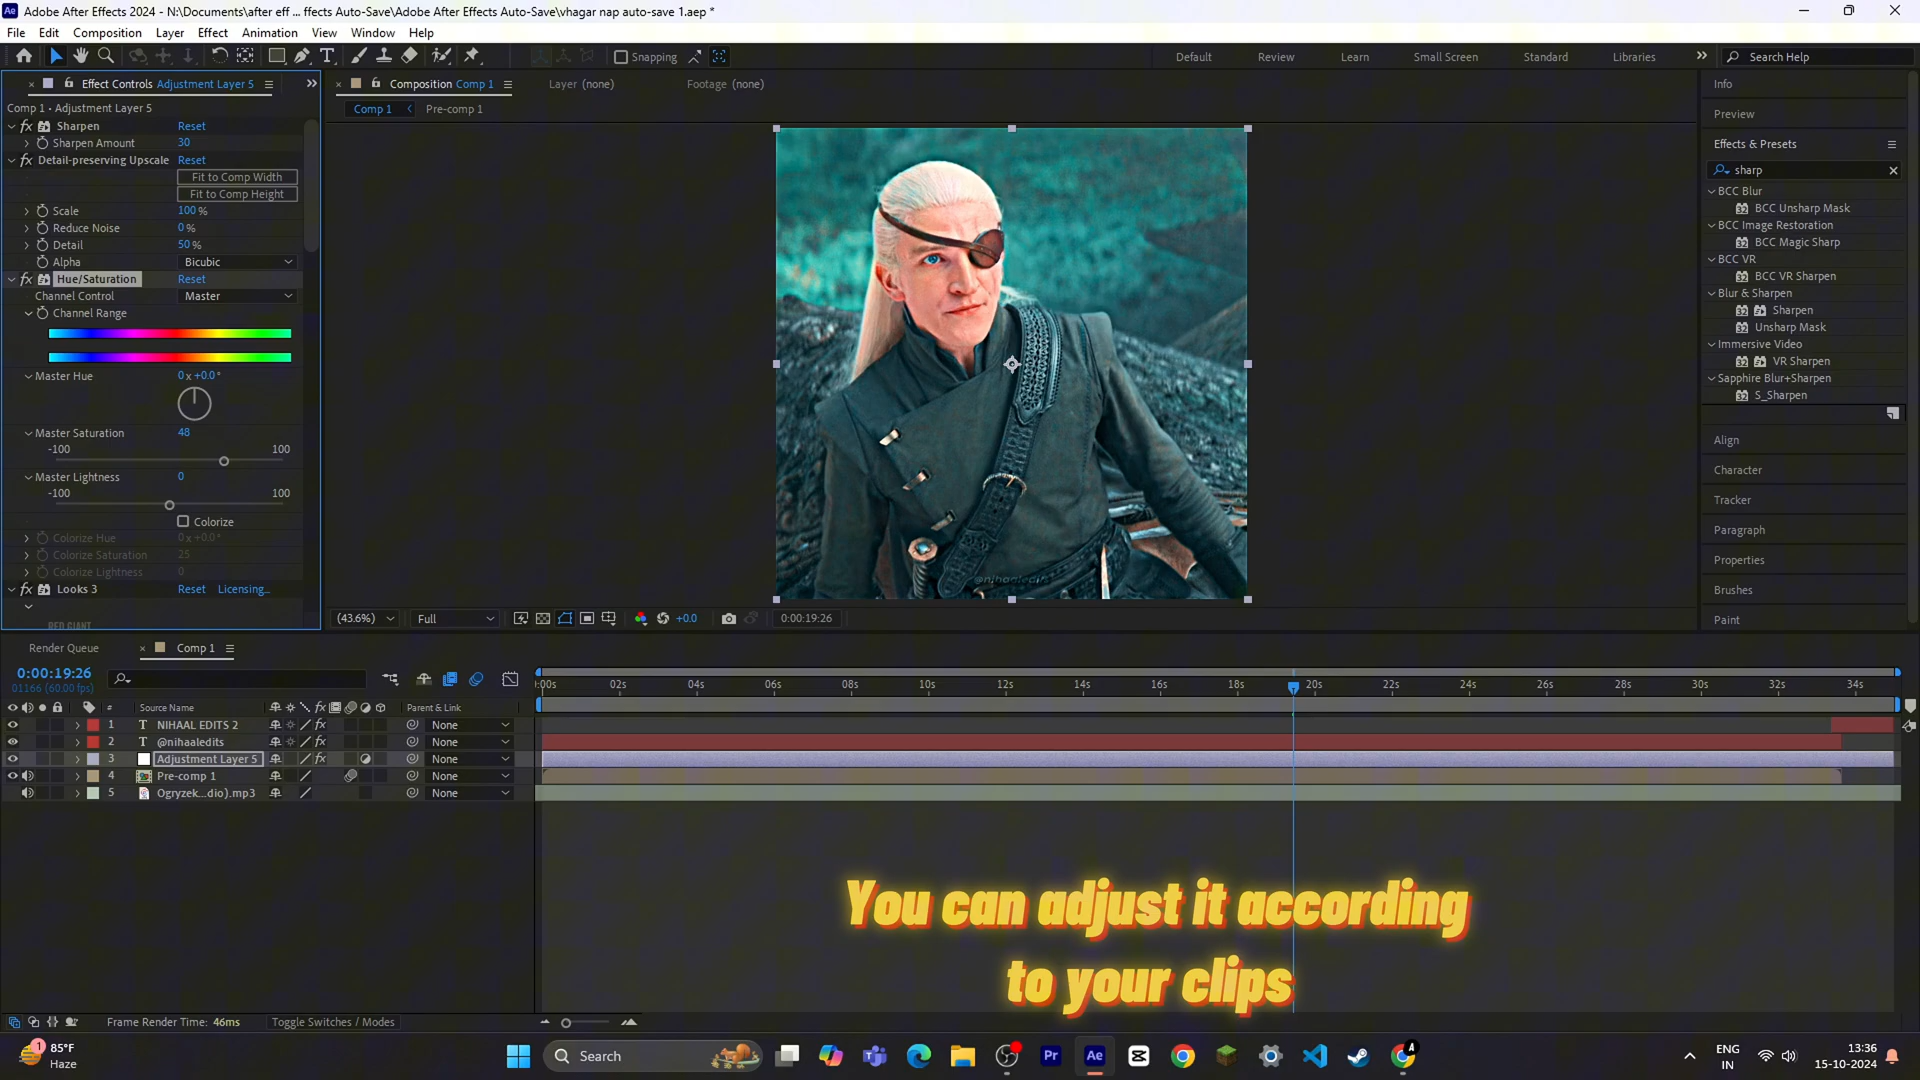 Adobe After Effects 2024 - N:\Documents\after eff ... ffects Auto-Save\Adobe After Effects Auto-Save\vhagar nap auto-save 1.aep *
File Edit Composition Layer Effect Animation View Window Help
Snapping Default Review Learn Small Screen Standard Libraries Search Help
Effect Controls Adjustment Layer 5
Comp 1 • Adjustment Layer 5
fx Sharpen Reset
Sharpen Amount 30
fx Detail-preserving Upscale Reset
Fit to Comp Width
Fit to Comp Height
Scale 100 %
Reduce Noise 0 %
Detail 50 %
Alpha Bicubic
fx Hue/Saturation Reset
Channel Control Master
Channel Range
Master Hue 0 x +0.0 °
Master Saturation 48
-100 100
Master Lightness 0
-100 100
Colorize
Colorize Hue 0 x +0.0 °
Colorize Saturation 25
Colorize Lightness 0
fx Looks 3 Reset Licensing...
RED GIANT
Composition Comp 1 Layer (none) Footage (none)
Comp 1 Pre-comp 1
@nihaaledits
(43.6%) Full +0.0 0:00:19:26
Info
Preview
Effects & Presets
sharp
BCC Blur
BCC Unsharp Mask
BCC Image Restoration
BCC Magic Sharp
BCC VR
BCC VR Sharpen
Blur & Sharpen
Sharpen
Unsharp Mask
Immersive Video
VR Sharpen
Sapphire Blur+Sharpen
S_Sharpen
Align
Character
Tracker
Paragraph
Properties
Brushes
Paint
Render Queue Comp 1
0:00:19:26
01166 (60.00 fps)
:00s 02s 04s 06s 08s 10s 12s 14s 16s 18s 20s 22s 24s 26s 28s 30s 32s 34s
# Source Name fx Parent & Link
1 T NIHAAL EDITS 2 fx None
2 T @nihaaledits fx None
3 Adjustment Layer 5 fx None
4 Pre-comp 1 None
5 Ogryzek...dio).mp3 None
You can adjust it according
to your clips
Frame Render Time: 46ms Toggle Switches / Modes
1 85°F
Haze
Search
Pr Ae A
ENG
IN
13:36
15-10-2024